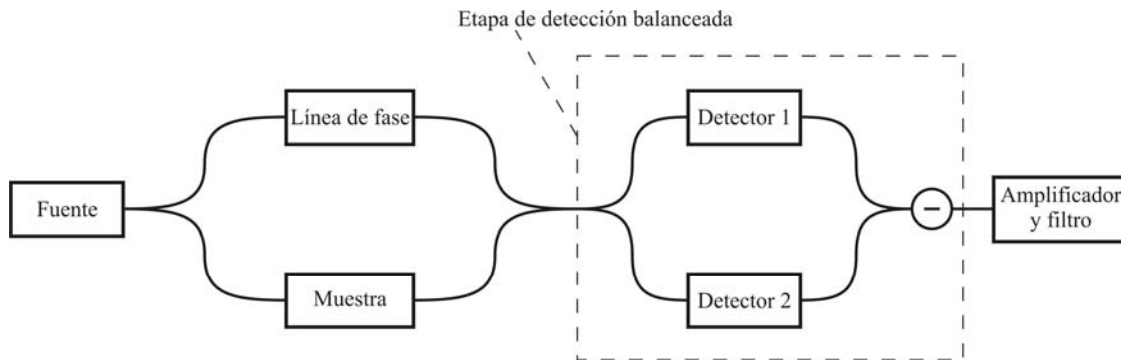 Etapa de detección balanceada
Línea de fase
Detector 1
Fuente
−
Amplificador
y filtro
Muestra
Detector 2